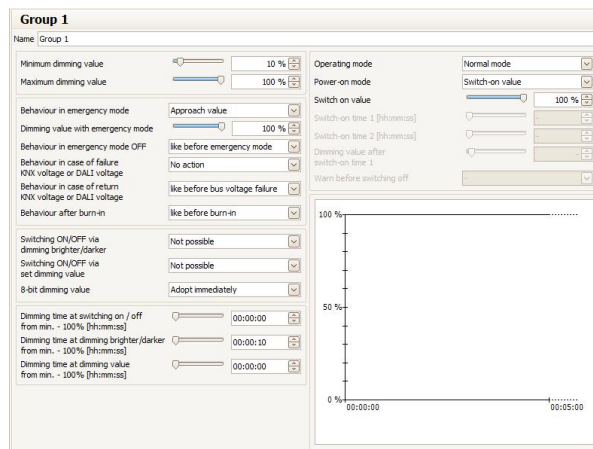 Group 1
Name Group 1
Minimum dimming value 10 %
Maximum dimming value 100 %
Behaviour in emergency mode Approach value
Dimming value with emergency mode 100 %
Behaviour in emergency mode OFF like before emergency mode
Behaviour in case of failure
KNX voltage or DALI voltage No action
Behaviour in case of return
KNX voltage or DALI voltage like before bus voltage failure
Behaviour after burn-in like before burn-in
Switching ON/OFF via
dimming brighter/darker Not possible
Switching ON/OFF via
set dimming value Not possible
8-bit dimming value Adopt immediately
Dimming time at switching on / off
from min. - 100% [hh:mm:ss] 00:00:00
Dimming time at dimming brighter/darker
from min. - 100% [hh:mm:ss] 00:00:10
Dimming time at dimming value
from min. - 100% [hh:mm:ss] 00:00:00
Operating mode Normal mode
Power-on mode Switch-on value
Switch on value 100 %
Switch-on time 1 [hh:mm:ss] -
Switch-on time 2 [hh:mm:ss] -
Dimming value after
switch-on time 1 -
Warn before switching off -
100 %
50 %
0 %
00:00:00 00:05:00